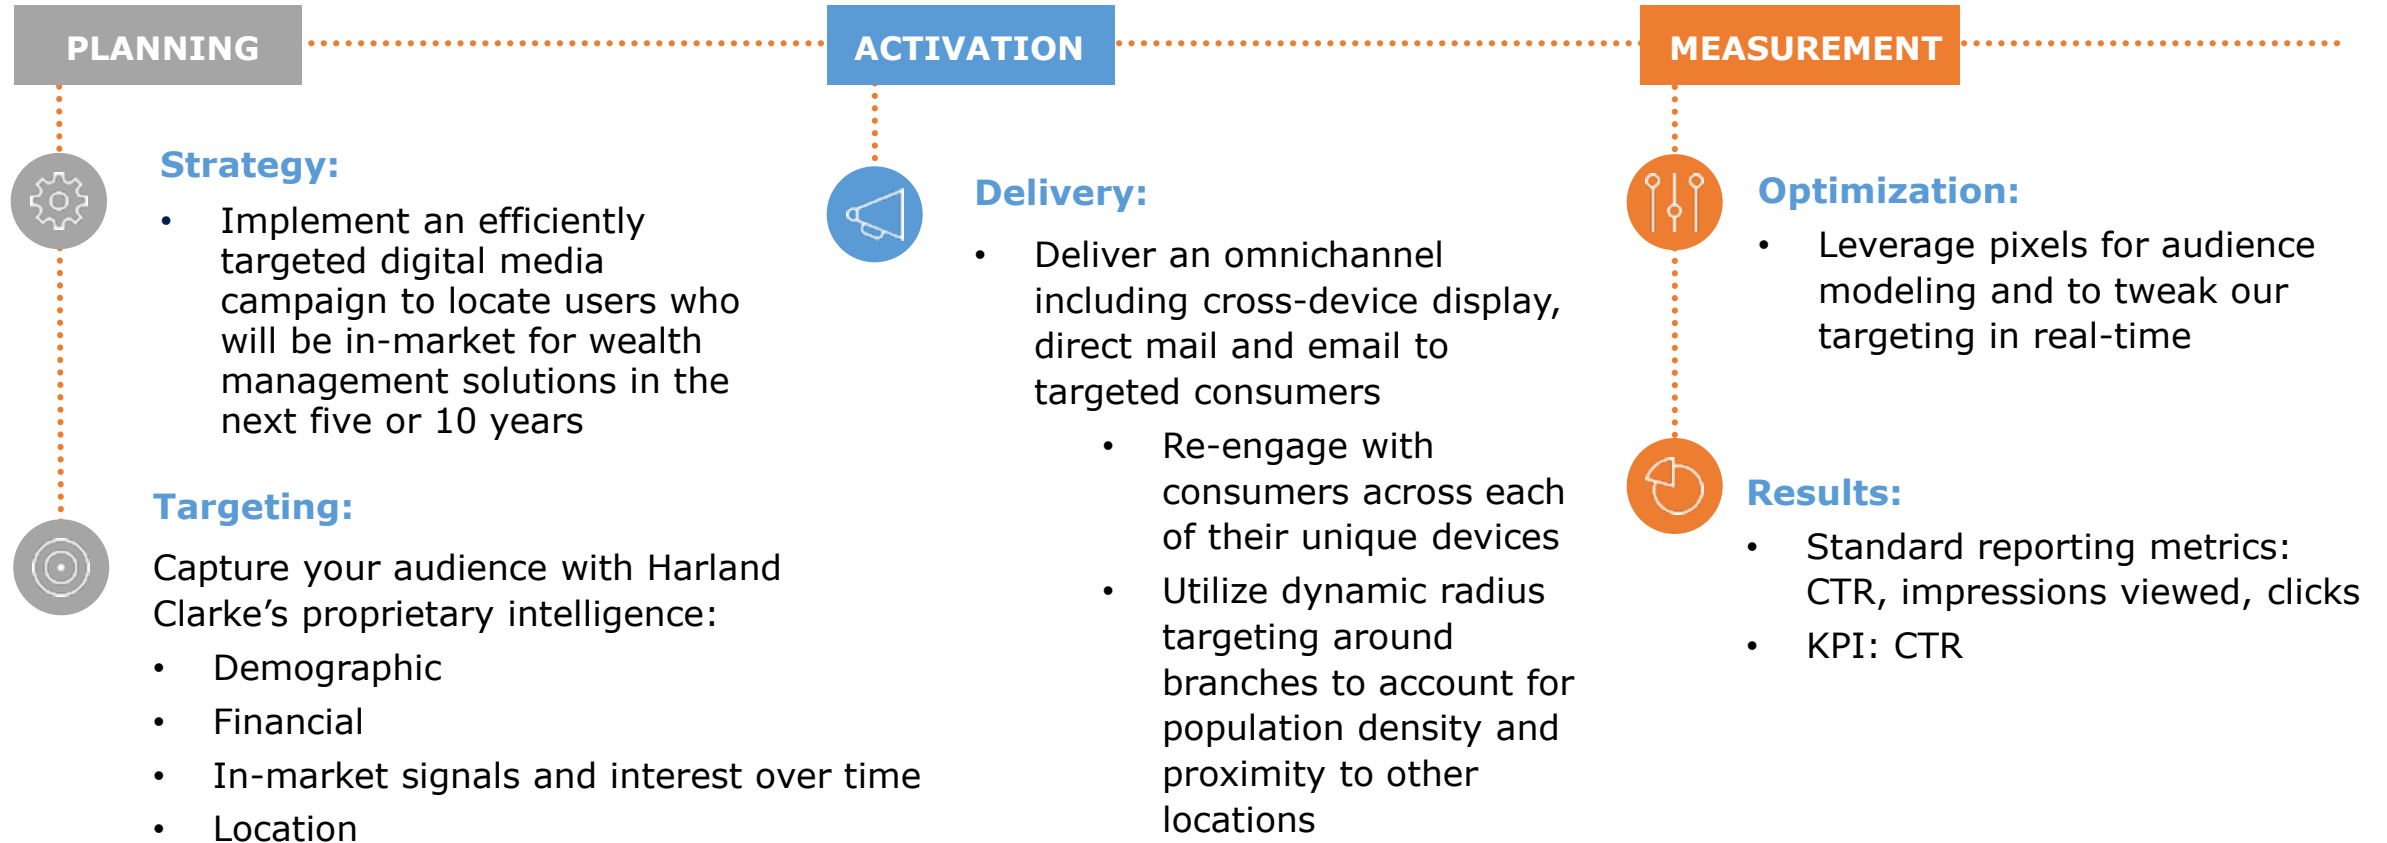 PLANNING
Strategy:
• Implement an efficiently
targeted digital media
campaign to locate users who
will be in-market for wealth
management solutions in the
next five or 10 years
Targeting:
Capture your audience with Harland
Clarke’s proprietary intelligence:
• Demographic
• Financial
• In-market signals and interest over time
• Location
ACTIVATION
Delivery:
• Deliver an omnichannel
including cross-device display,
direct mail and email to
targeted consumers
• Re-engage with
consumers across each
of their unique devices
• Utilize dynamic radius
targeting around
branches to account for
population density and
proximity to other
locations
MEASUREMENT
Optimization:
• Leverage pixels for audience
modeling and to tweak our
targeting in real-time
Results:
• Standard reporting metrics:
CTR, impressions viewed, clicks
• KPI: CTR